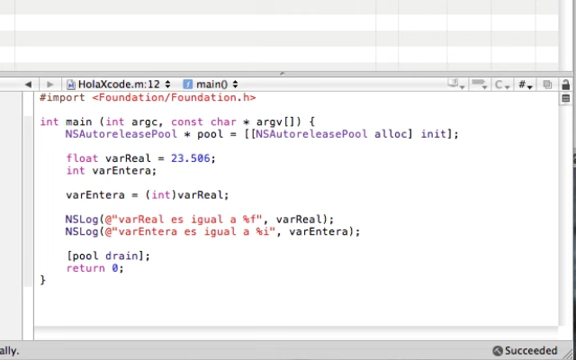 HolaXcode.m:12 main() C #
#import <Foundation/Foundation.h>
int main (int argc, const char * argv[]) {
NSAutoreleasePool * pool = [[NSAutoreleasePool alloc] init];
float varReal = 23.506;
int varEntera;
varEntera = (int)varReal;
NSLog(@"varReal es igual a %f", varReal);
NSLog(@"varEntera es igual a %i", varEntera);
[pool drain];
return 0;
}
ally. Succeeded